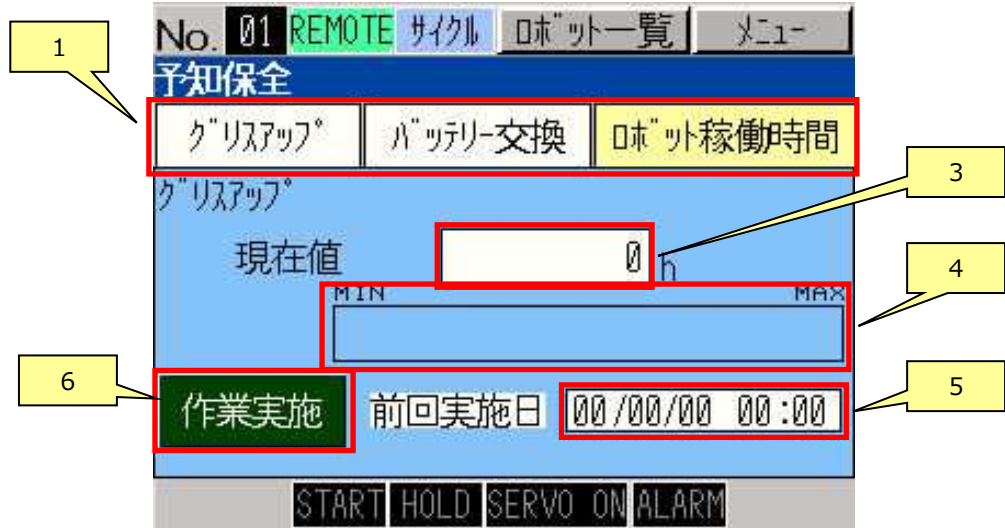 No. 01 REMOTE ｻｲｸﾙ ﾛﾎﾞｯﾄ一覧 ﾒﾆｭｰ
1
予知保全
ｸﾞﾘｽｱｯﾌﾟ ﾊﾞｯﾃﾘｰ交換 ﾛﾎﾞｯﾄ稼働時間
3
ｸﾞﾘｽｱｯﾌﾟ
現在値 0 h
4
MIN MAX
6
5
作業実施 前回実施日 00/00/00 00:00
START HOLD SERVO ON ALARM